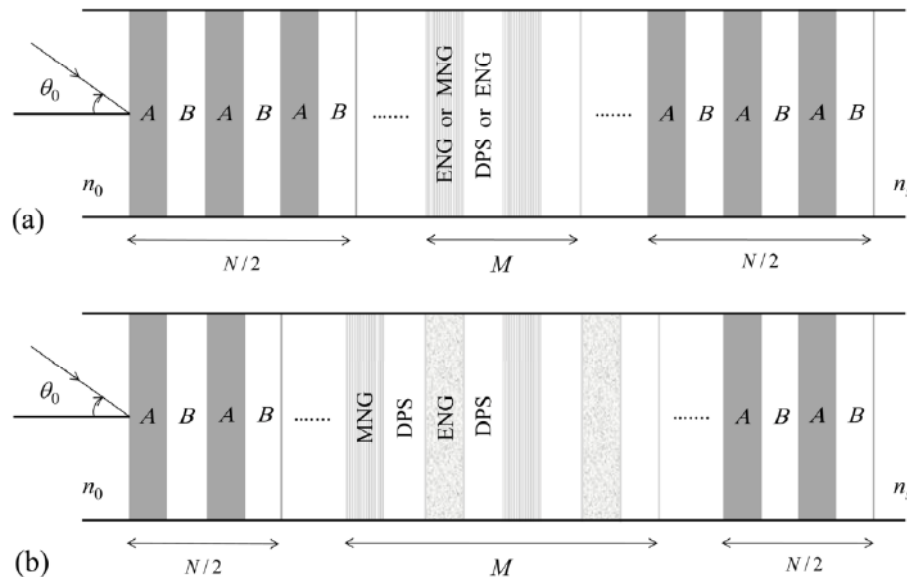 θ₀
A B A B A B ....... ENG or MNG DPS or ENG ....... A B A B A B
n₀ n
(a)
N/2 M N/2
θ₀
A B A B ...... MNG DPS ENG DPS ...... A B A B
n₀ n
(b)
N/2 M N/2